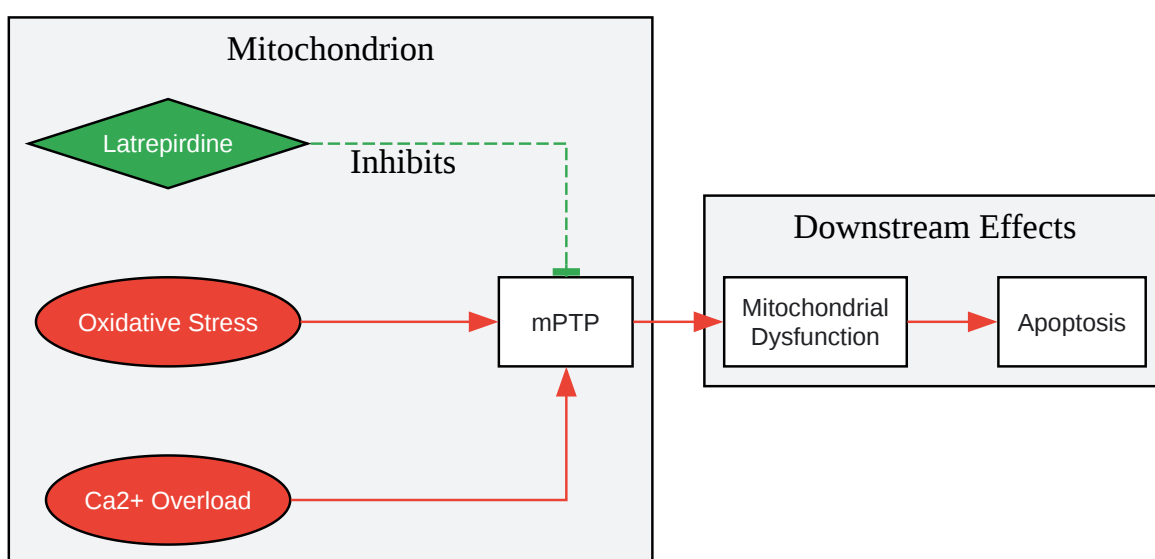 Mitochondrion
Latrepirdine
Inhibits
Downstream Effects
Oxidative Stress
mPTP
Mitochondrial
Dysfunction
Apoptosis
Ca2+ Overload